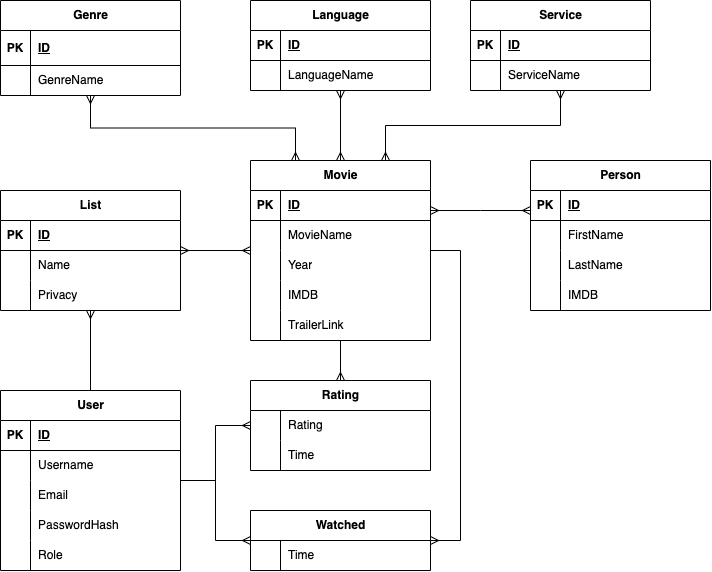 Genre
PK ID
GenreName
Language
PK ID
LanguageName
Service
PK ID
ServiceName
List
PK ID
Name
Privacy
Movie
PK ID
MovieName
Year
IMDB
TrailerLink
Person
PK ID
FirstName
LastName
IMDB
User
PK ID
Username
Email
PasswordHash
Role
Rating
Rating
Time
Watched
Time